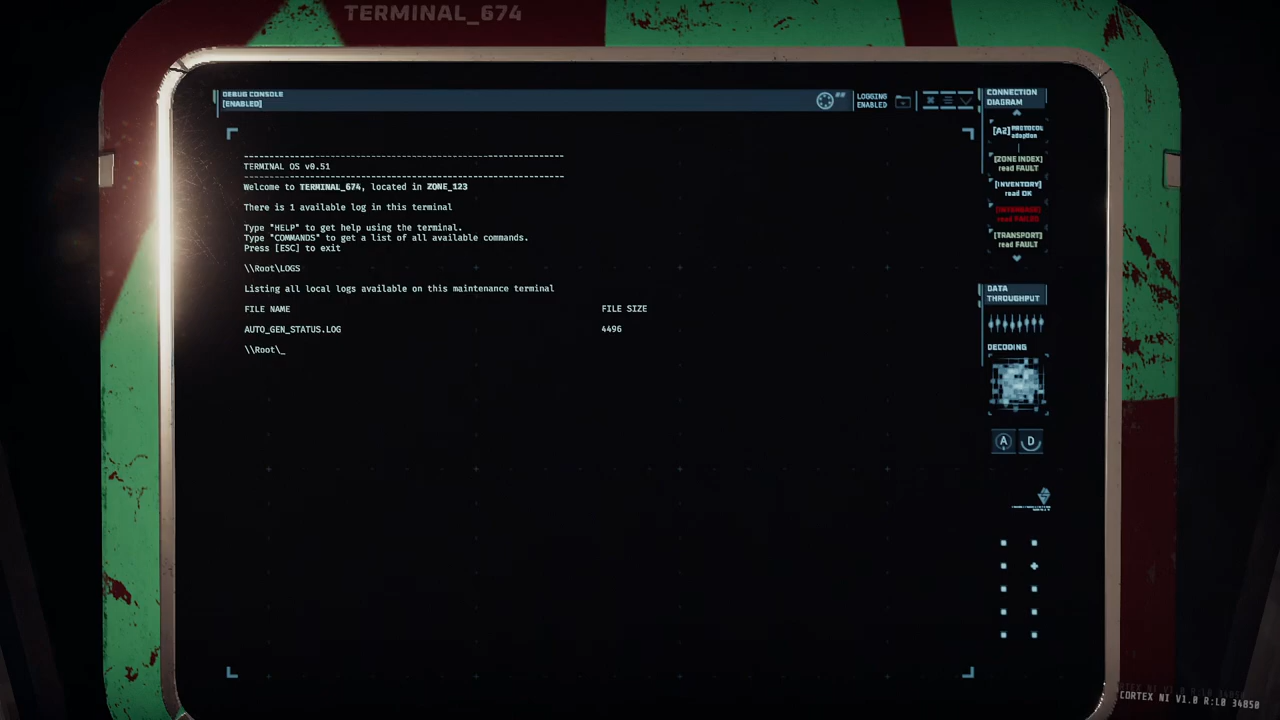 TERMINAL_674
DEBUG CONSOLE
[ENABLED]
LOGGING
ENABLED
CONNECTION
DIAGRAM
[A2] PROTOCOL
adaption
[ZONE INDEX]
read FAULT
[INVENTORY]
read OK
read FAILED
[TRANSPORT]
read FAULT
DATA
THROUGHPUT
DECODING
A D
----------------------------------------------------------------
TERMINAL OS v0.51
----------------------------------------------------------------
Welcome to TERMINAL_674, located in ZONE_123
There is 1 available log in this terminal
Type "HELP" to get help using the terminal.
Type "COMMANDS" to get a list of all available commands.
Press [ESC] to exit
\\Root\LOGS
Listing all local logs available on this maintenance terminal
FILE NAME FILE SIZE
AUTO_GEN_STATUS.LOG 4496
\\Root\_
CORTEX NI V1.0 R:L0 34850